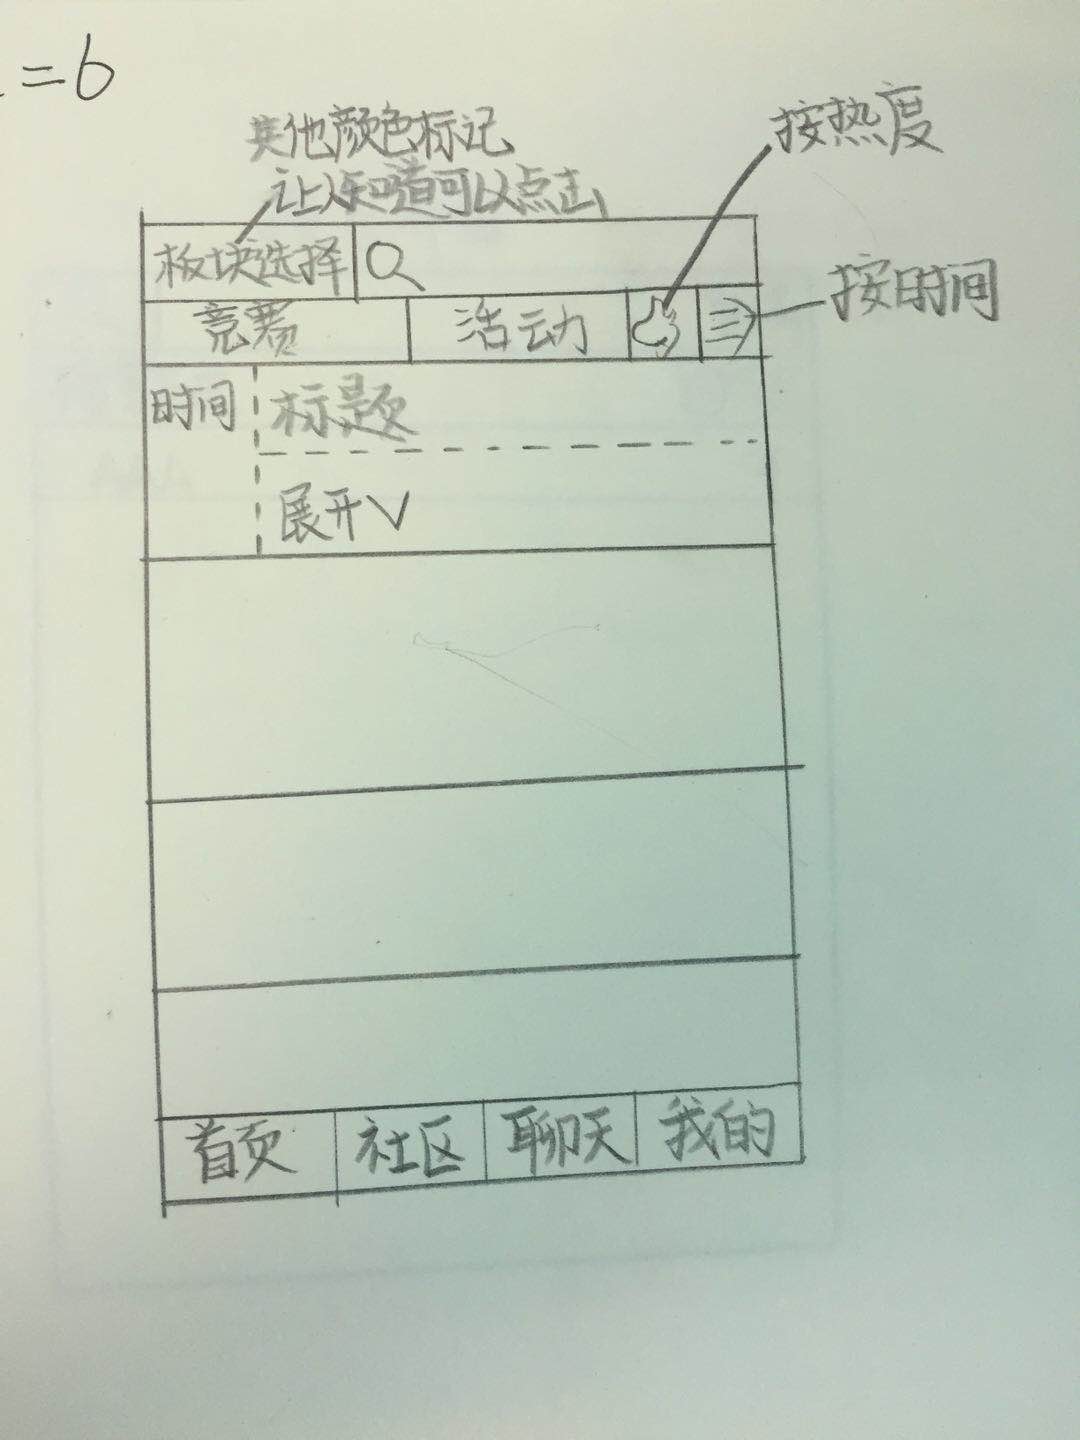 =6
其他颜色标记
让人知道可以点击
按热度
板块选择
按时间
竞赛 活动
时间 标题
展开
首页 社区 聊天 我的